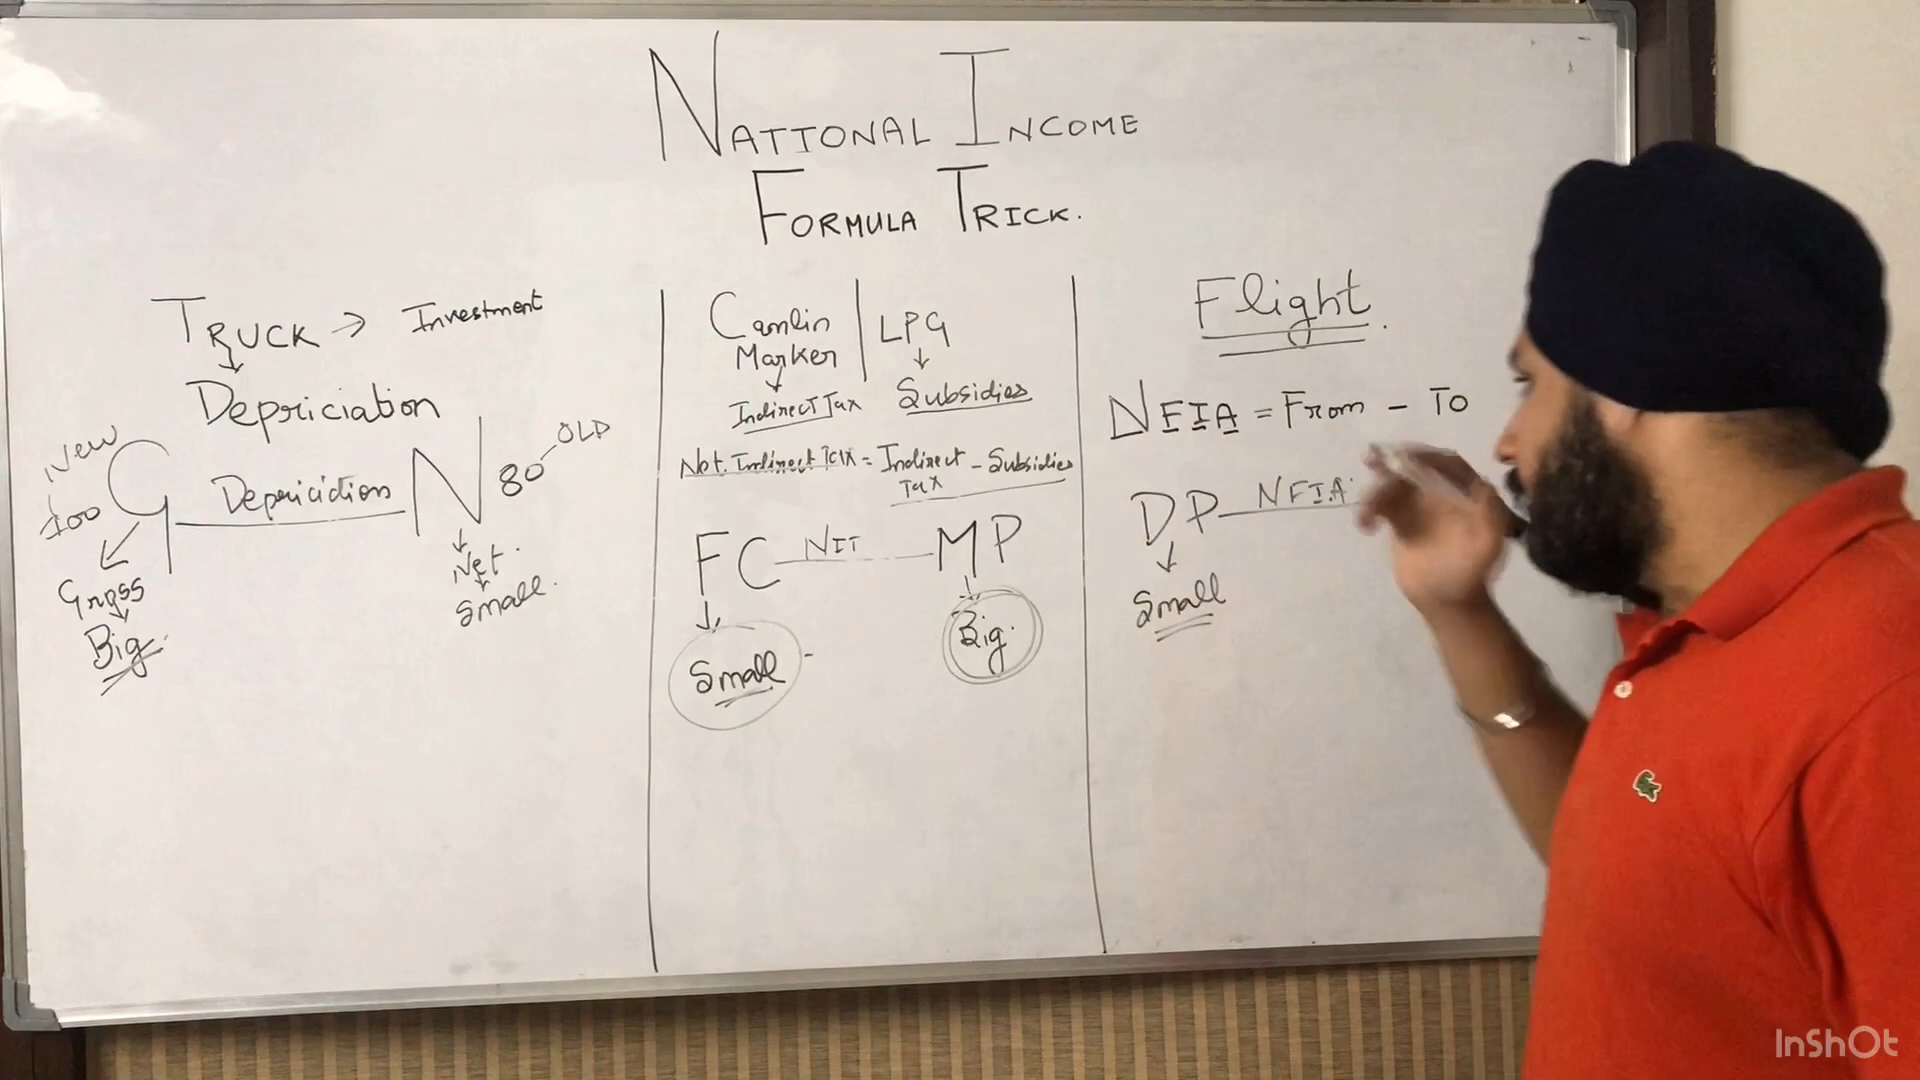 NATIONAL INCOME
FORMULA TRICK.
TRUCK → Investment
Depriciation
New
100 G Depriciation N 80 OLD
Gross
Big
Net.
Small.
Camlin
Marker
Indirect Tax
LPG
Subsidies
Net. Indirect Tax = Indirect Tax - Subsidies
FC NIT MP
Small
Big.
Flight.
NFIA = From - To
DP NFIA.
Small
InShOt